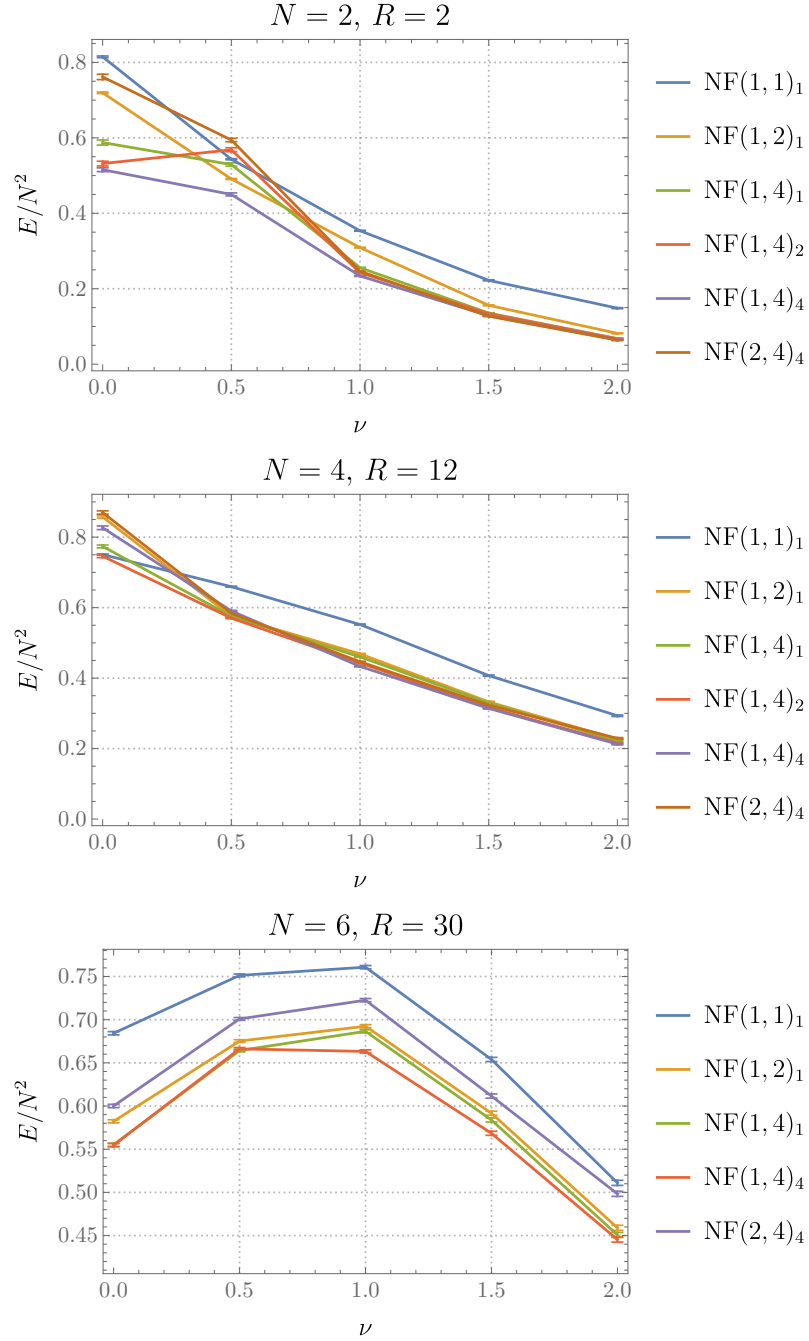 N = 2, R = 2
E/N²
0.8
0.6
0.4
0.2
0.0
0.0 0.5 1.0 1.5 2.0
ν
NF(1, 1)₁
NF(1, 2)₁
NF(1, 4)₁
NF(1, 4)₂
NF(1, 4)₄
NF(2, 4)₄
N = 4, R = 12
E/N²
0.8
0.6
0.4
0.2
0.0
0.0 0.5 1.0 1.5 2.0
ν
NF(1, 1)₁
NF(1, 2)₁
NF(1, 4)₁
NF(1, 4)₂
NF(1, 4)₄
NF(2, 4)₄
N = 6, R = 30
E/N²
0.75
0.70
0.65
0.60
0.55
0.50
0.45
0.0 0.5 1.0 1.5 2.0
ν
NF(1, 1)₁
NF(1, 2)₁
NF(1, 4)₁
NF(1, 4)₄
NF(2, 4)₄